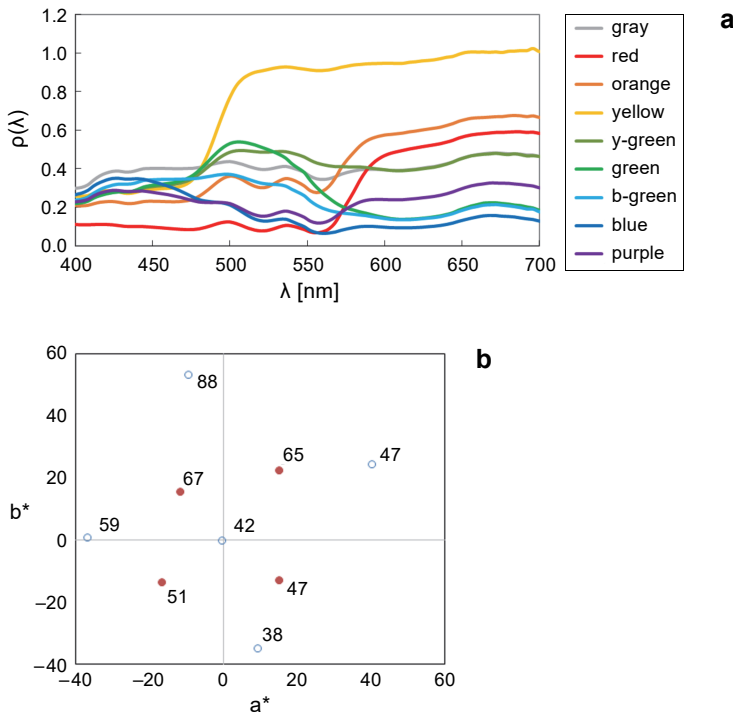 a
1.2
1.0
0.8
0.6
0.4
0.2
0.0
ρ(λ)
400 450 500 550 600 650 700
λ [nm]
gray
red
orange
yellow
y-green
green
b-green
blue
purple
b
60
40
20
0
–20
–40
b*
88
65
47
67
59
42
51
47
38
–40 –20 0 20 40 60
a*